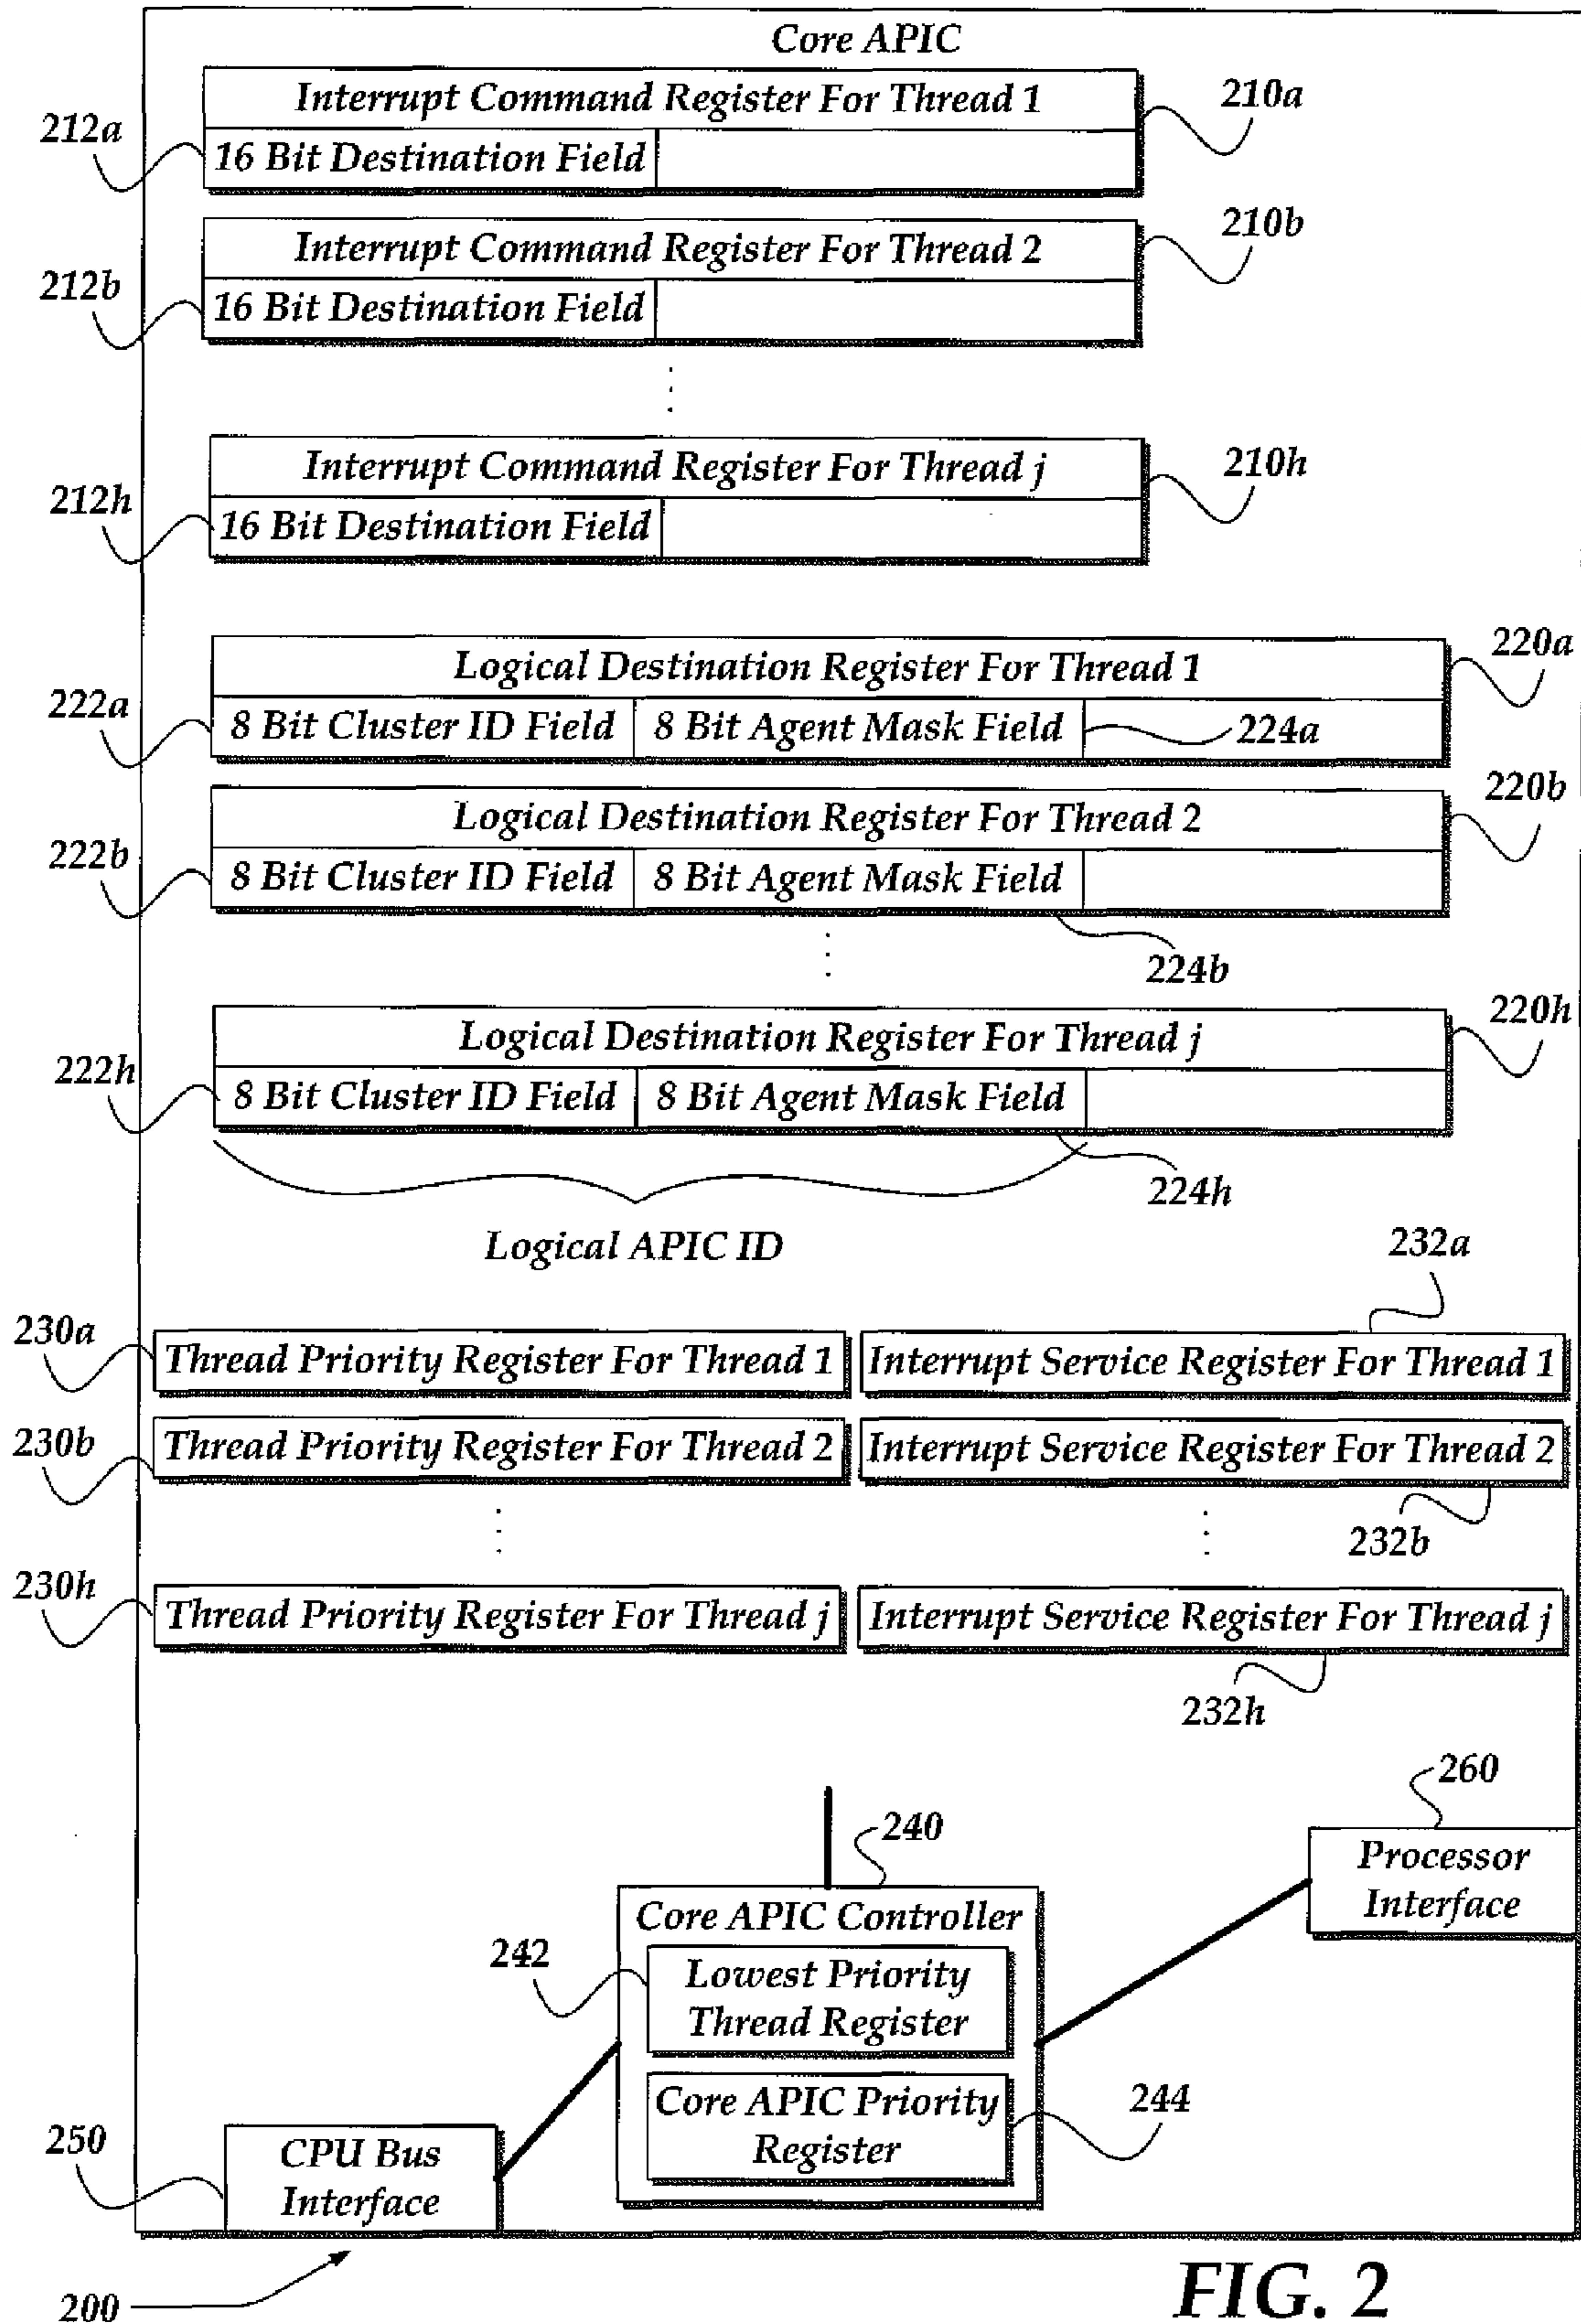 Core APIC
Interrupt Command Register For Thread 1
210a
212a
16 Bit Destination Field
Interrupt Command Register For Thread 2
210b
212b
16 Bit Destination Field
Interrupt Command Register For Thread j
210h
212h
16 Bit Destination Field
Logical Destination Register For Thread 1
220a
222a
8 Bit Cluster ID Field
8 Bit Agent Mask Field
224a
Logical Destination Register For Thread 2
220b
222b
8 Bit Cluster ID Field
8 Bit Agent Mask Field
224b
Logical Destination Register For Thread j
220h
222h
8 Bit Cluster ID Field
8 Bit Agent Mask Field
224h
Logical APIC ID
232a
230a
Thread Priority Register For Thread 1
Interrupt Service Register For Thread 1
230b
Thread Priority Register For Thread 2
Interrupt Service Register For Thread 2
232b
230h
Thread Priority Register For Thread j
Interrupt Service Register For Thread j
232h
260
240
Processor
Interface
Core APIC Controller
242
Lowest Priority
Thread Register
Core APIC Priority
Register
244
250
CPU Bus
Interface
200
FIG. 2